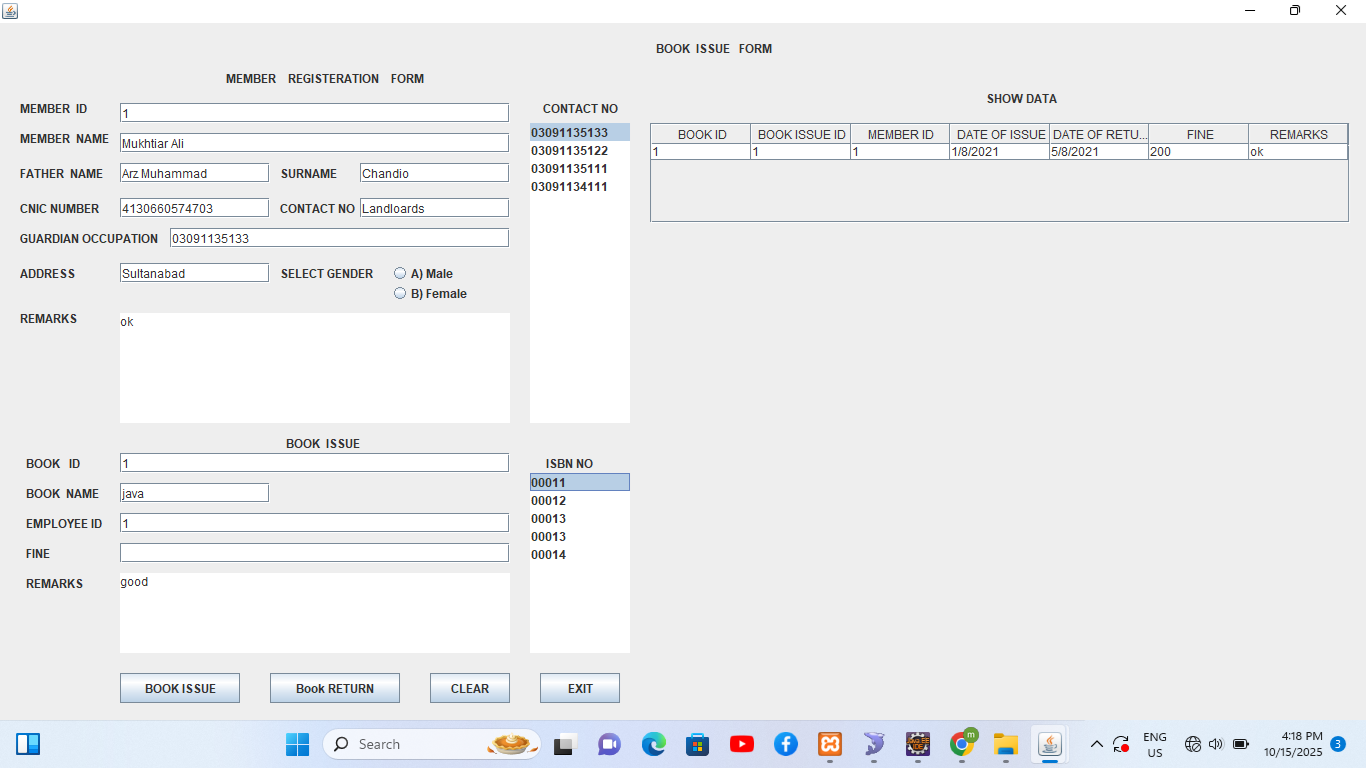 BOOK ISSUE FORM
MEMBER REGISTERATION FORM
MEMBER ID 1
MEMBER NAME Mukhtiar Ali
FATHER NAME Arz Muhammad SURNAME Chandio
CNIC NUMBER 4130660574703 CONTACT NO Landloards
GUARDIAN OCCUPATION 03091135133
ADDRESS Sultanabad SELECT GENDER A) Male
B) Female
REMARKS ok
CONTACT NO
03091135133
03091135122
03091135111
03091134111
SHOW DATA
BOOK ID BOOK ISSUE ID MEMBER ID DATE OF ISSUE DATE OF RETU... FINE REMARKS
1 1 1 1/8/2021 5/8/2021 200 ok
BOOK ISSUE
BOOK ID 1
BOOK NAME java
EMPLOYEE ID 1
FINE
REMARKS good
ISBN NO
00011
00012
00013
00013
00014
BOOK ISSUE Book RETURN CLEAR EXIT
Search
m
Java EE
IDE
ENG
US
4:18 PM
10/15/2025
3